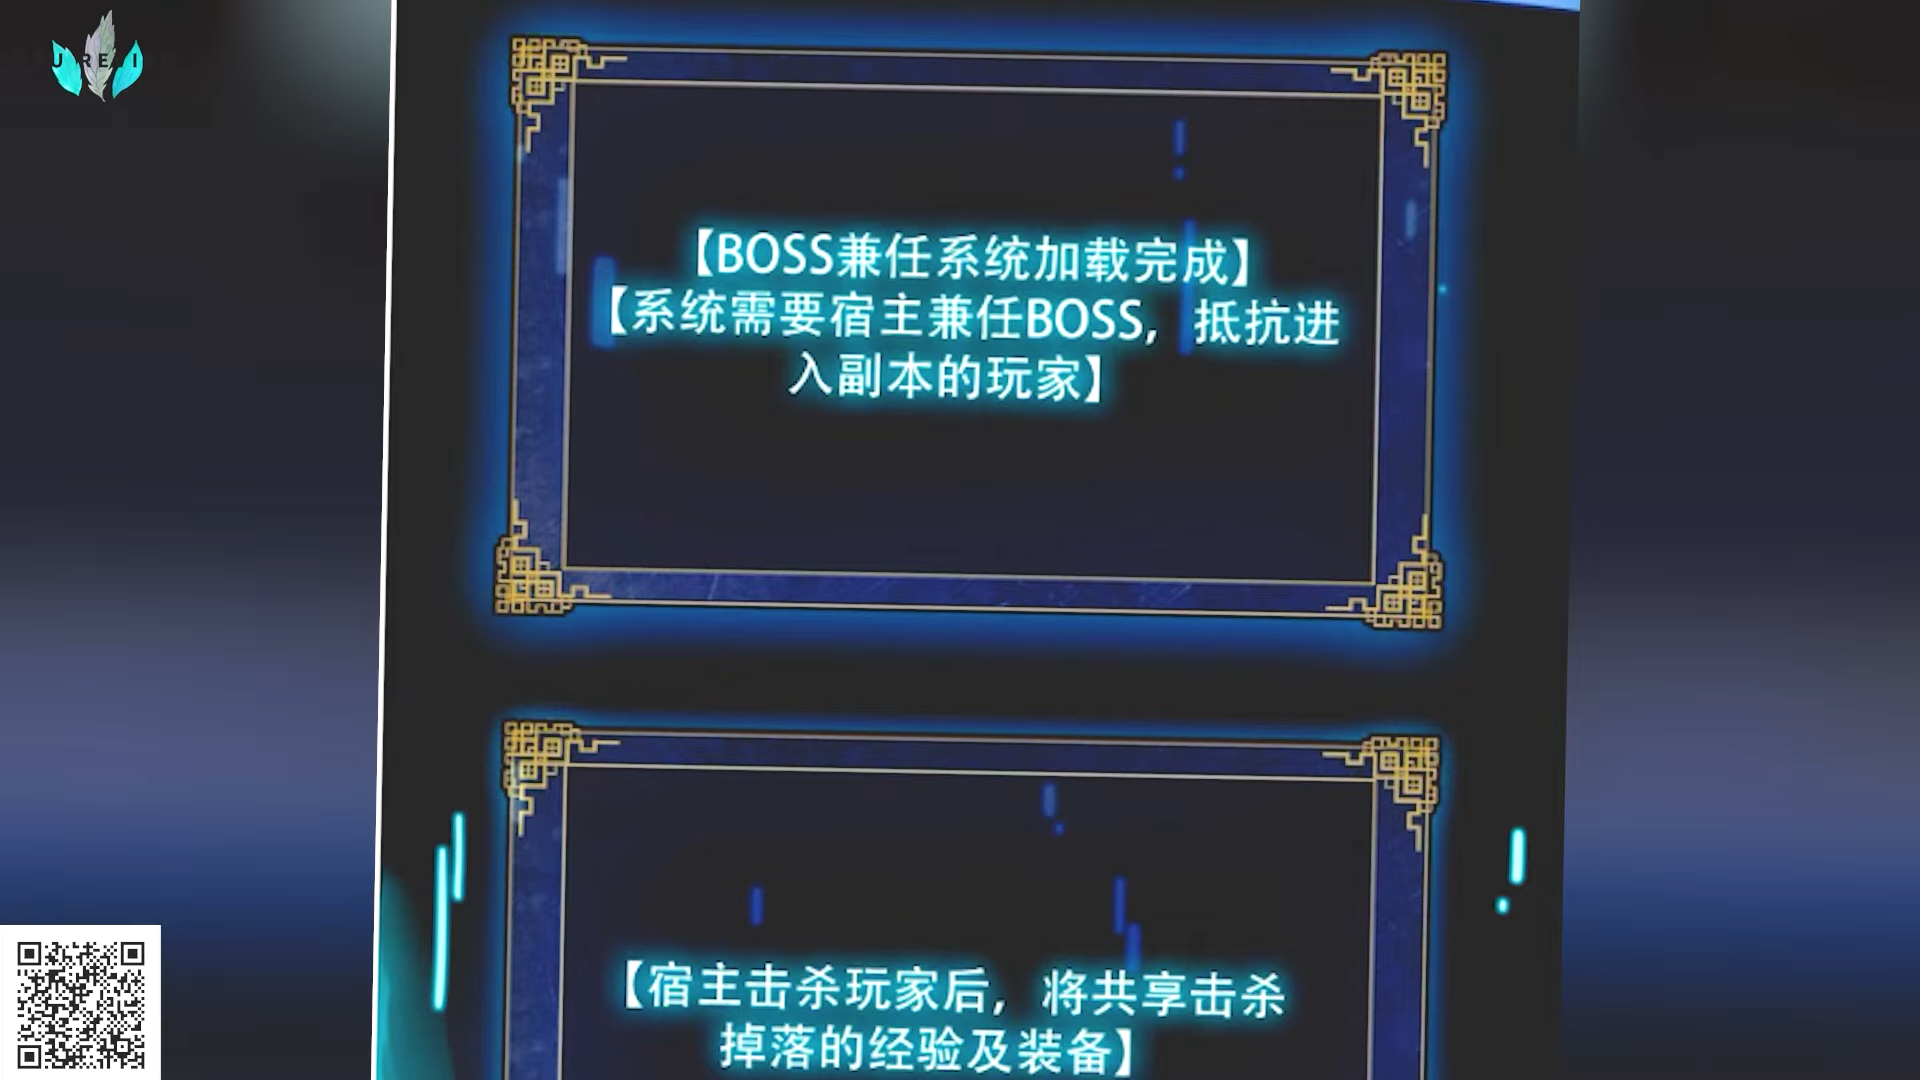 【BOSS兼任系统加载完成】
【系统需要宿主兼任BOSS，抵抗进
入副本的玩家】
【宿主击杀玩家后，将共享击杀
掉落的经验及装备】